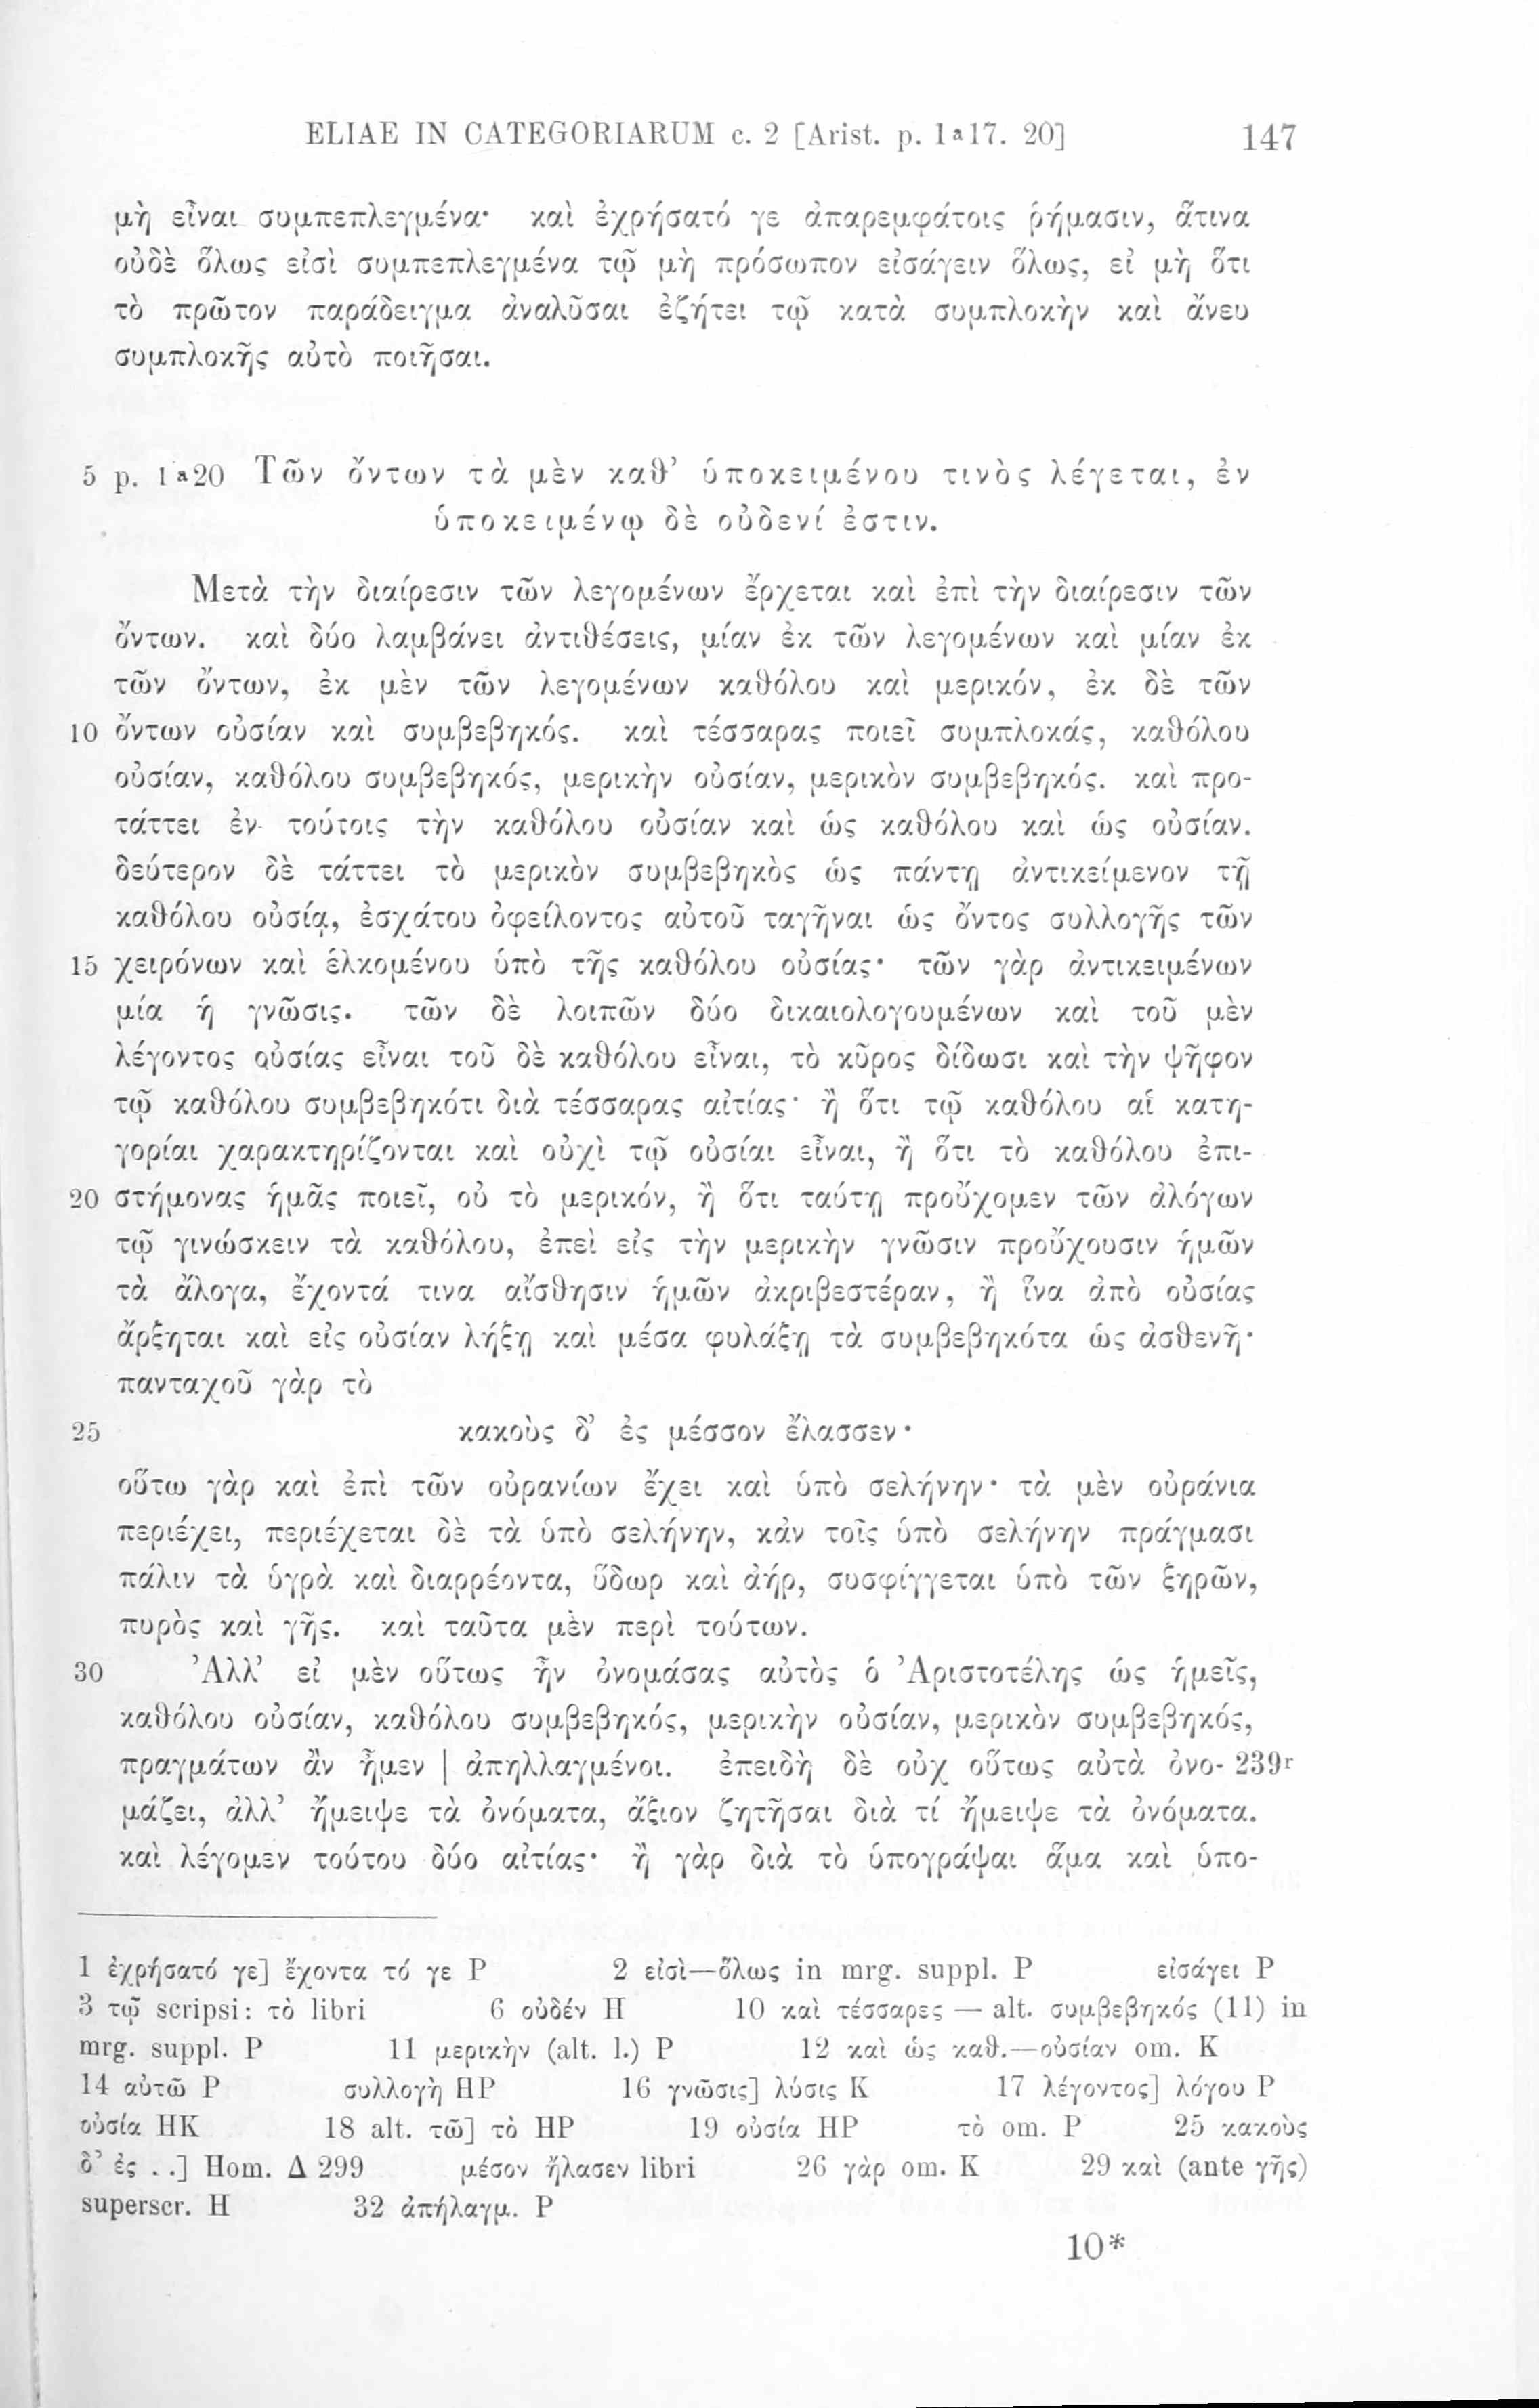 ELIAE IN CATEGORIARUM c. 2 [Arist. p. 1ᵃ17. 20] 147
μὴ εἶναι συμπεπλεγμένα· καὶ ἐχρήσατό γε ἀπαρεμφάτοις ῥήμασιν, ἅτινα
οὐδὲ ὅλως εἰσὶ συμπεπλεγμένα τῷ μὴ πρόσωπον εἰσάγειν ὅλως, εἰ μὴ ὅτι
τὸ πρῶτον παράδειγμα ἀναλῦσαι ἐζήτει τῷ κατὰ συμπλοκὴν καὶ ἄνευ
συμπλοκῆς αὐτὸ ποιῆσαι.
5 p. 1ᵃ20 Τῶν ὄντων τὰ μὲν καθ’ ὑποκειμένου τινὸς λέγεται, ἐν
ὑποκειμένῳ δὲ οὐδενί ἐστιν.
Μετὰ τὴν διαίρεσιν τῶν λεγομένων ἔρχεται καὶ ἐπὶ τὴν διαίρεσιν τῶν
ὄντων. καὶ δύο λαμβάνει ἀντιθέσεις, μίαν ἐκ τῶν λεγομένων καὶ μίαν ἐκ
τῶν ὄντων, ἐκ μὲν τῶν λεγομένων καθόλου καὶ μερικόν, ἐκ δὲ τῶν
10 ὄντων οὐσίαν καὶ συμβεβηκός. καὶ τέσσαρας ποιεῖ συμπλοκάς, καθόλου
οὐσίαν, καθόλου συμβεβηκός, μερικὴν οὐσίαν, μερικὸν συμβεβηκός. καὶ προ-
τάττει ἐν τούτοις τὴν καθόλου οὐσίαν καὶ ὡς καθόλου καὶ ὡς οὐσίαν.
δεύτερον δὲ τάττει τὸ μερικὸν συμβεβηκὸς ὡς πάντῃ ἀντικείμενον τῇ
καθόλου οὐσίᾳ, ἐσχάτου ὀφείλοντος αὐτοῦ ταγῆναι ὡς ὄντος συλλογῆς τῶν
15 χειρόνων καὶ ἑλκομένου ὑπὸ τῆς καθόλου οὐσίας· τῶν γὰρ ἀντικειμένων
μία ἡ γνῶσις. τῶν δὲ λοιπῶν δύο δικαιολογουμένων καὶ τοῦ μὲν
λέγοντος οὐσίας εἶναι τοῦ δὲ καθόλου εἶναι, τὸ κῦρος δίδωσι καὶ τὴν ψῆφον
τῷ καθόλου συμβεβηκότι διὰ τέσσαρας αἰτίας· ἢ ὅτι τῷ καθόλου αἱ κατη-
γορίαι χαρακτηρίζονται καὶ οὐχὶ τῷ οὐσίαι εἶναι, ἢ ὅτι τὸ καθόλου ἐπι-
20 στήμονας ἡμᾶς ποιεῖ, οὐ τὸ μερικόν, ἢ ὅτι ταύτῃ προὔχομεν τῶν ἀλόγων
τῷ γινώσκειν τὰ καθόλου, ἐπεὶ εἰς τὴν μερικὴν γνῶσιν προὔχουσιν ἡμῶν
τὰ ἄλογα, ἔχοντά τινα αἴσθησιν ἡμῶν ἀκριβεστέραν, ἢ ἵνα ἀπὸ οὐσίας
ἄρξηται καὶ εἰς οὐσίαν λήξῃ καὶ μέσα φυλάξῃ τὰ συμβεβηκότα ὡς ἀσθενῆ·
πανταχοῦ γὰρ τὸ
25 κακοὺς δ’ ἐς μέσσον ἔλασσεν·
οὕτω γὰρ καὶ ἐπὶ τῶν οὐρανίων ἔχει καὶ ὑπὸ σελήνην· τὰ μὲν οὐράνια
περιέχει, περιέχεται δὲ τὰ ὑπὸ σελήνην, κἀν τοῖς ὑπὸ σελήνην πράγμασι
πάλιν τὰ ὑγρὰ καὶ διαρρέοντα, ὕδωρ καὶ ἀήρ, συσφίγγεται ὑπὸ τῶν ξηρῶν,
πυρὸς καὶ γῆς. καὶ ταῦτα μὲν περὶ τούτων.
30 Ἀλλ’ εἰ μὲν οὕτως ἦν ὀνομάσας αὐτὸς ὁ Ἀριστοτέλης ὡς ἡμεῖς,
καθόλου οὐσίαν, καθόλου συμβεβηκός, μερικὴν οὐσίαν, μερικὸν συμβεβηκός,
πραγμάτων ἂν ἦμεν | ἀπηλλαγμένοι. ἐπειδὴ δὲ οὐχ οὕτως αὐτὰ ὀνο- 239ʳ
μάζει, ἀλλ’ ἤμειψε τὰ ὀνόματα, ἄξιον ζητῆσαι διὰ τί ἤμειψε τὰ ὀνόματα.
καὶ λέγομεν τούτου δύο αἰτίας· ἢ γὰρ διὰ τὸ ὑπογράψαι ἅμα καὶ ὑπο-
1 ἐχρήσατό γε] ἔχοντα τό γε P 2 εἰσὶ—ὅλως in mrg. suppl. P εἰσάγει P
3 τῷ scripsi: τὸ libri 6 οὐδέν H 10 καὶ τέσσαρες — alt. συμβεβηκός (11) in
mrg. suppl. P 11 μερικὴν (alt. l.) P 12 καὶ ὡς καθ.—οὐσίαν om. K
14 αὐτῶ P συλλογὴ HP 16 γνῶσις] λύσις K 17 λέγοντος] λόγου P
οὐσία HK 18 alt. τῶ] τὸ HP 19 οὐσία HP τὸ om. P 25 κακοὺς
δ’ ἐς . .] Hom. Δ 299 μέσον ἤλασεν libri 26 γὰρ om. K 29 καὶ (ante γῆς)
superscr. H 32 ἀπήλαγμ. P
10*